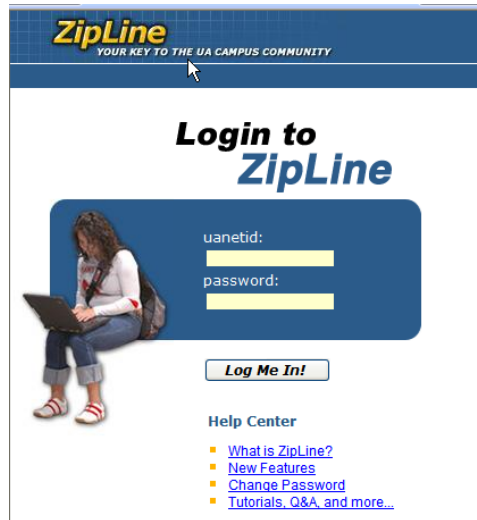 ZipLine
YOUR KEY TO THE UA CAMPUS COMMUNITY
Login to
ZipLine
uanetid:
password:
Log Me In!
Help Center
What is ZipLine?
New Features
Change Password
Tutorials, Q&A, and more...